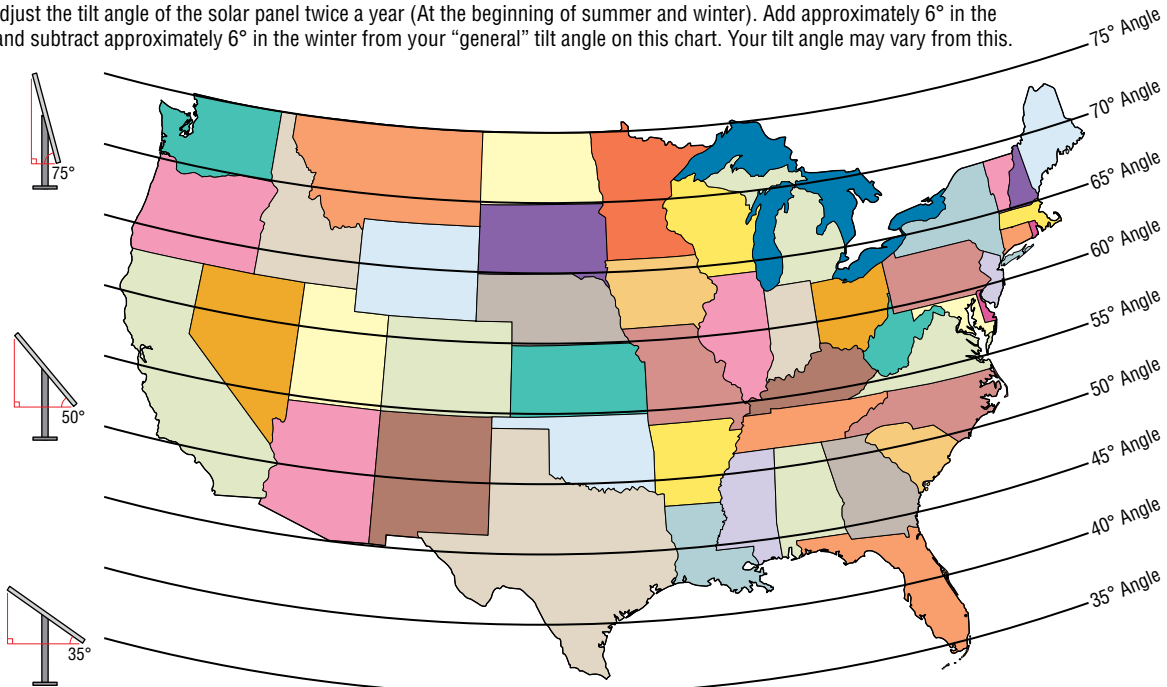 djust the tilt angle of the solar panel twice a year (At the beginning of summer and winter). Add approximately 6° in the
and subtract approximately 6° in the winter from your “general” tilt angle on this chart. Your tilt angle may vary from this.
75° Angle
70° Angle
65° Angle
60° Angle
55° Angle
50° Angle
45° Angle
40° Angle
35° Angle
75°
50°
35°